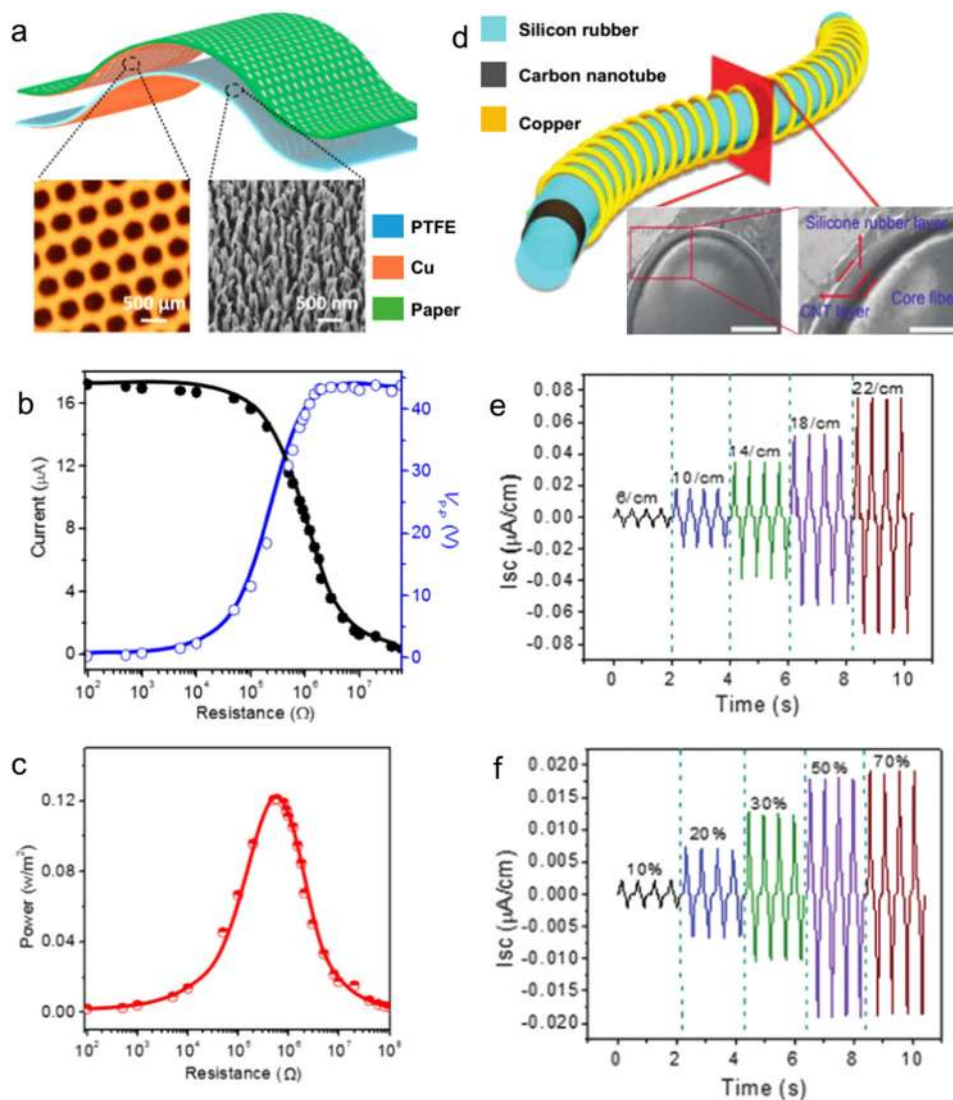 a
500 μm
500 nm
PTFE
Cu
Paper
d
Silicon rubber
Carbon nanotube
Copper
Silicone rubber layer
CNT layer
Core fibe
b
Current (μA)
16
12
8
4
0
40
30
20
10
0
V_{p-p} (V)
10² 10³ 10⁴ 10⁵ 10⁶ 10⁷
Resistance (Ω)
c
Power (w/m²)
0.12
0.08
0.04
0.00
10² 10³ 10⁴ 10⁵ 10⁶ 10⁷ 10⁸
Resistance (Ω)
e
Isc (μA/cm)
0.08
0.06
0.04
0.02
0.00
-0.02
-0.04
-0.06
-0.08
6/cm
10/cm
14/cm
18/cm
22/cm
0 2 4 6 8 10
Time (s)
f
Isc (μA/cm)
0.020
0.015
0.010
0.005
0.000
-0.005
-0.010
-0.015
-0.020
10%
20%
30%
50%
70%
0 2 4 6 8 10
Time (s)